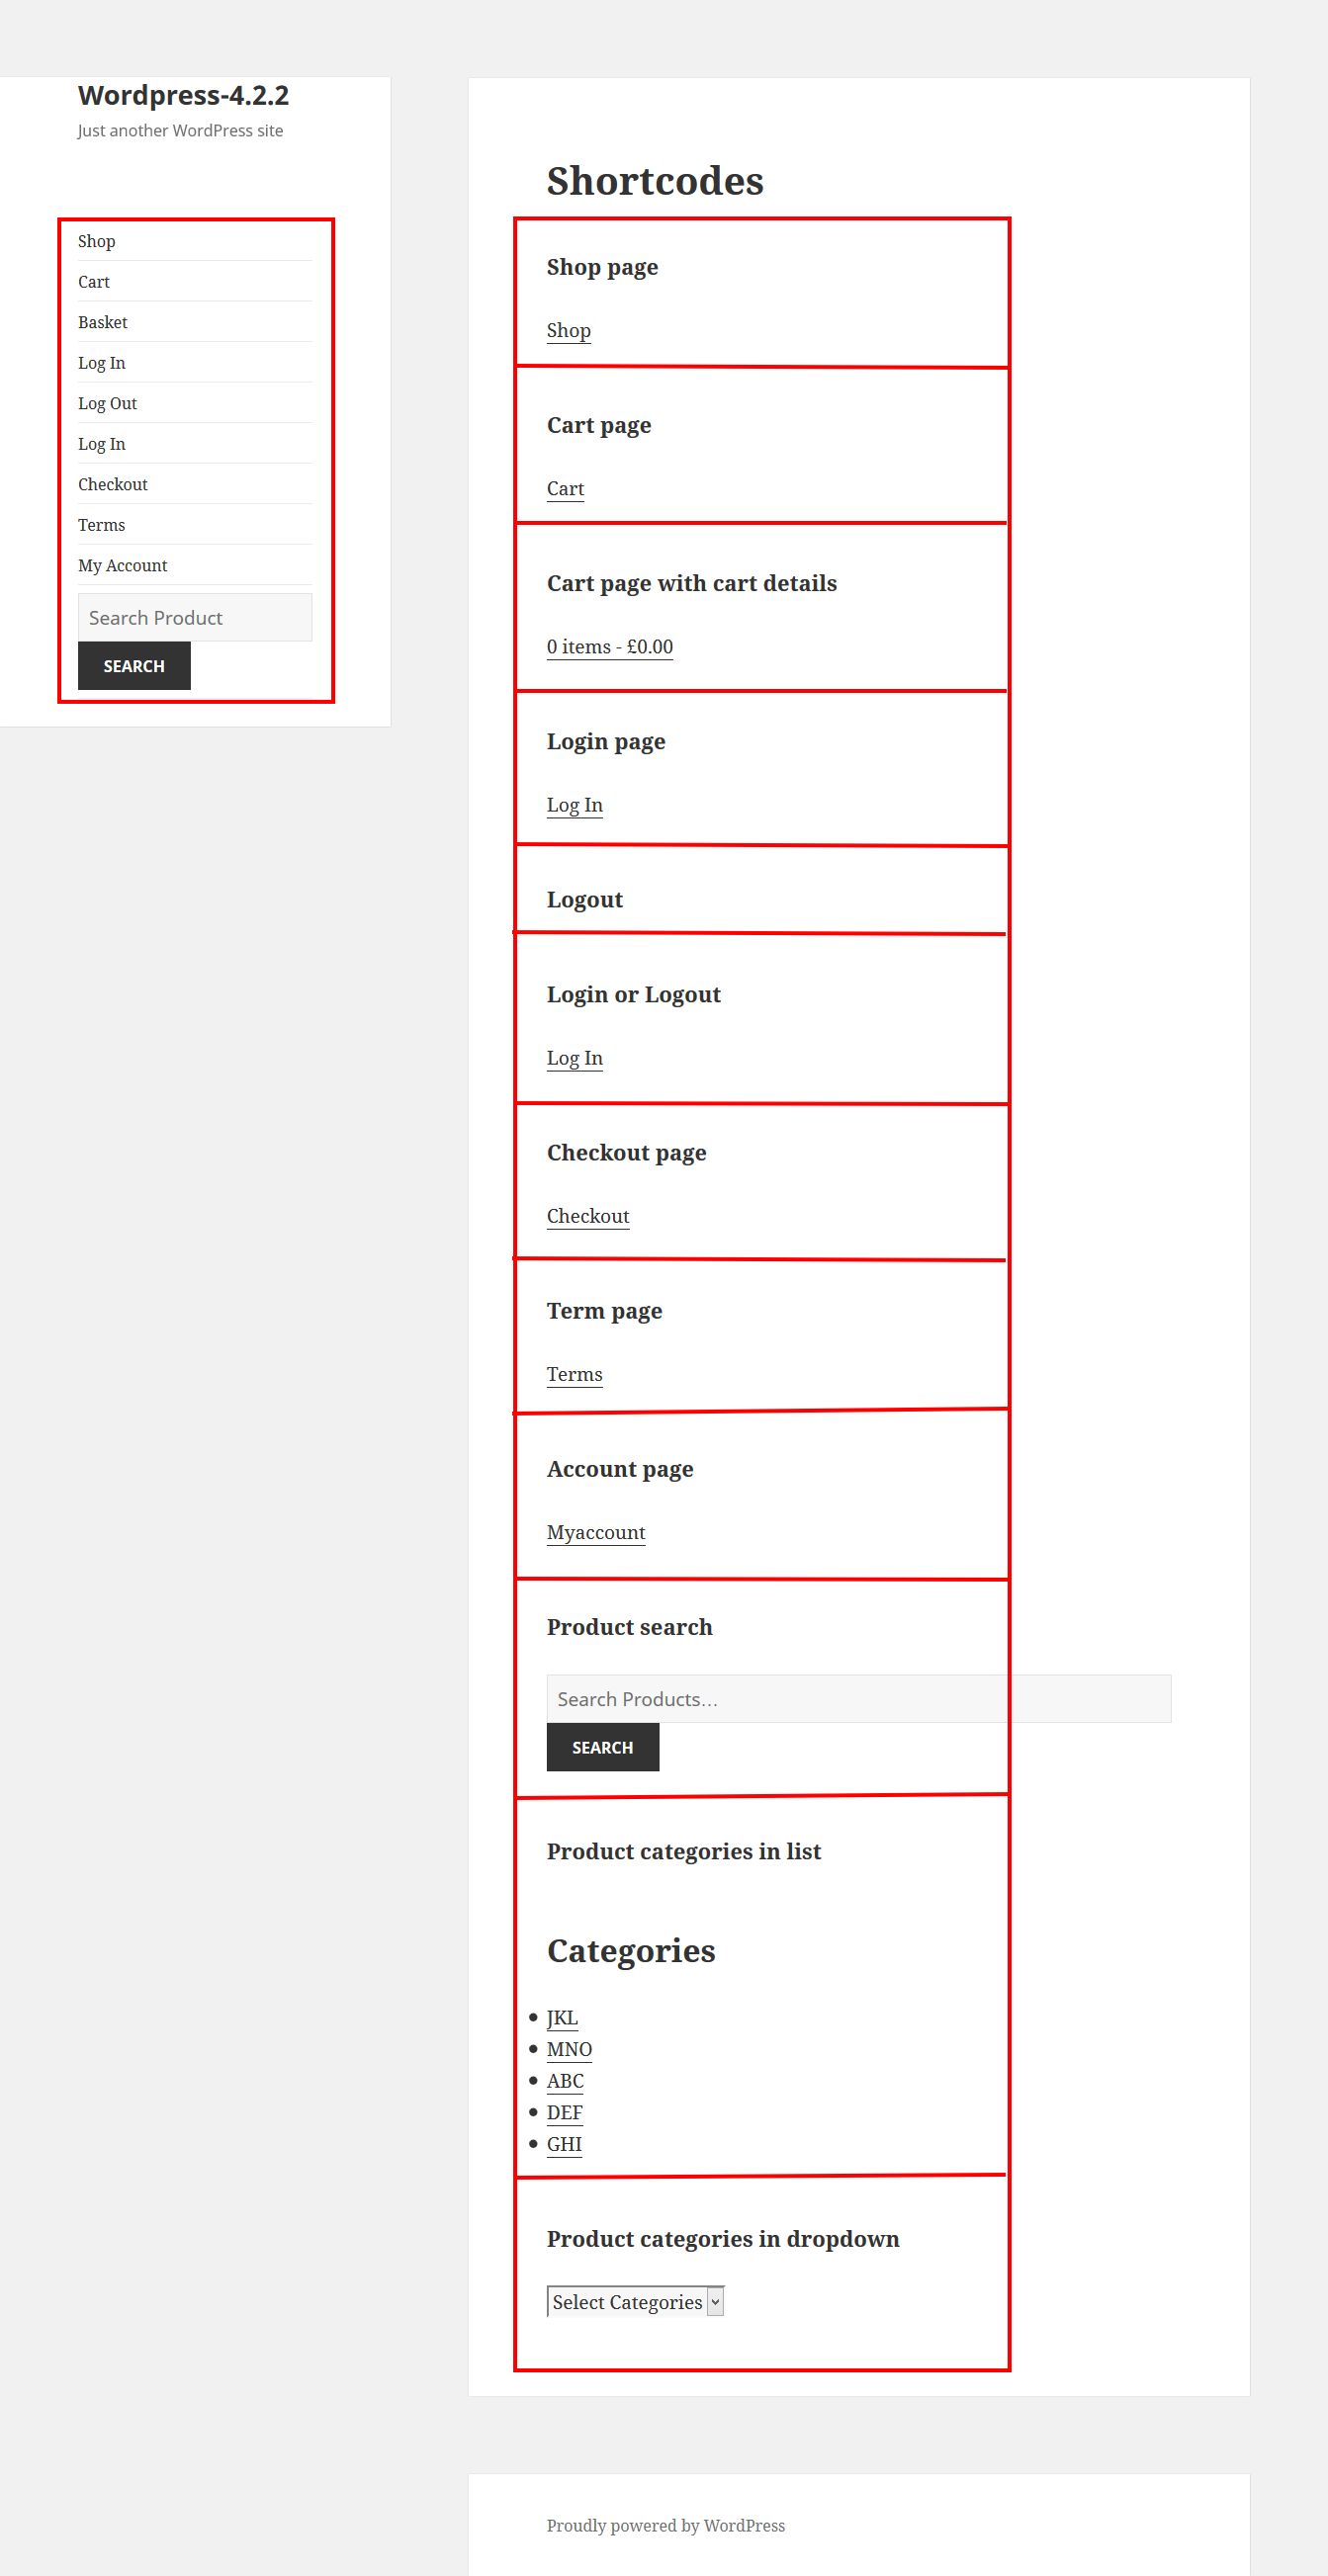 Wordpress-4.2.2
Just another WordPress site
Shop
Cart
Basket
Log In
Log Out
Log In
Checkout
Terms
My Account
Search Product
SEARCH
Shortcodes
Shop page
Shop
Cart page
Cart
Cart page with cart details
0 items - £0.00
Login page
Log In
Logout
Login or Logout
Log In
Checkout page
Checkout
Term page
Terms
Account page
Myaccount
Product search
Search Products…
SEARCH
Product categories in list
Categories
JKL
MNO
ABC
DEF
GHI
Product categories in dropdown
Select Categories
Proudly powered by WordPress